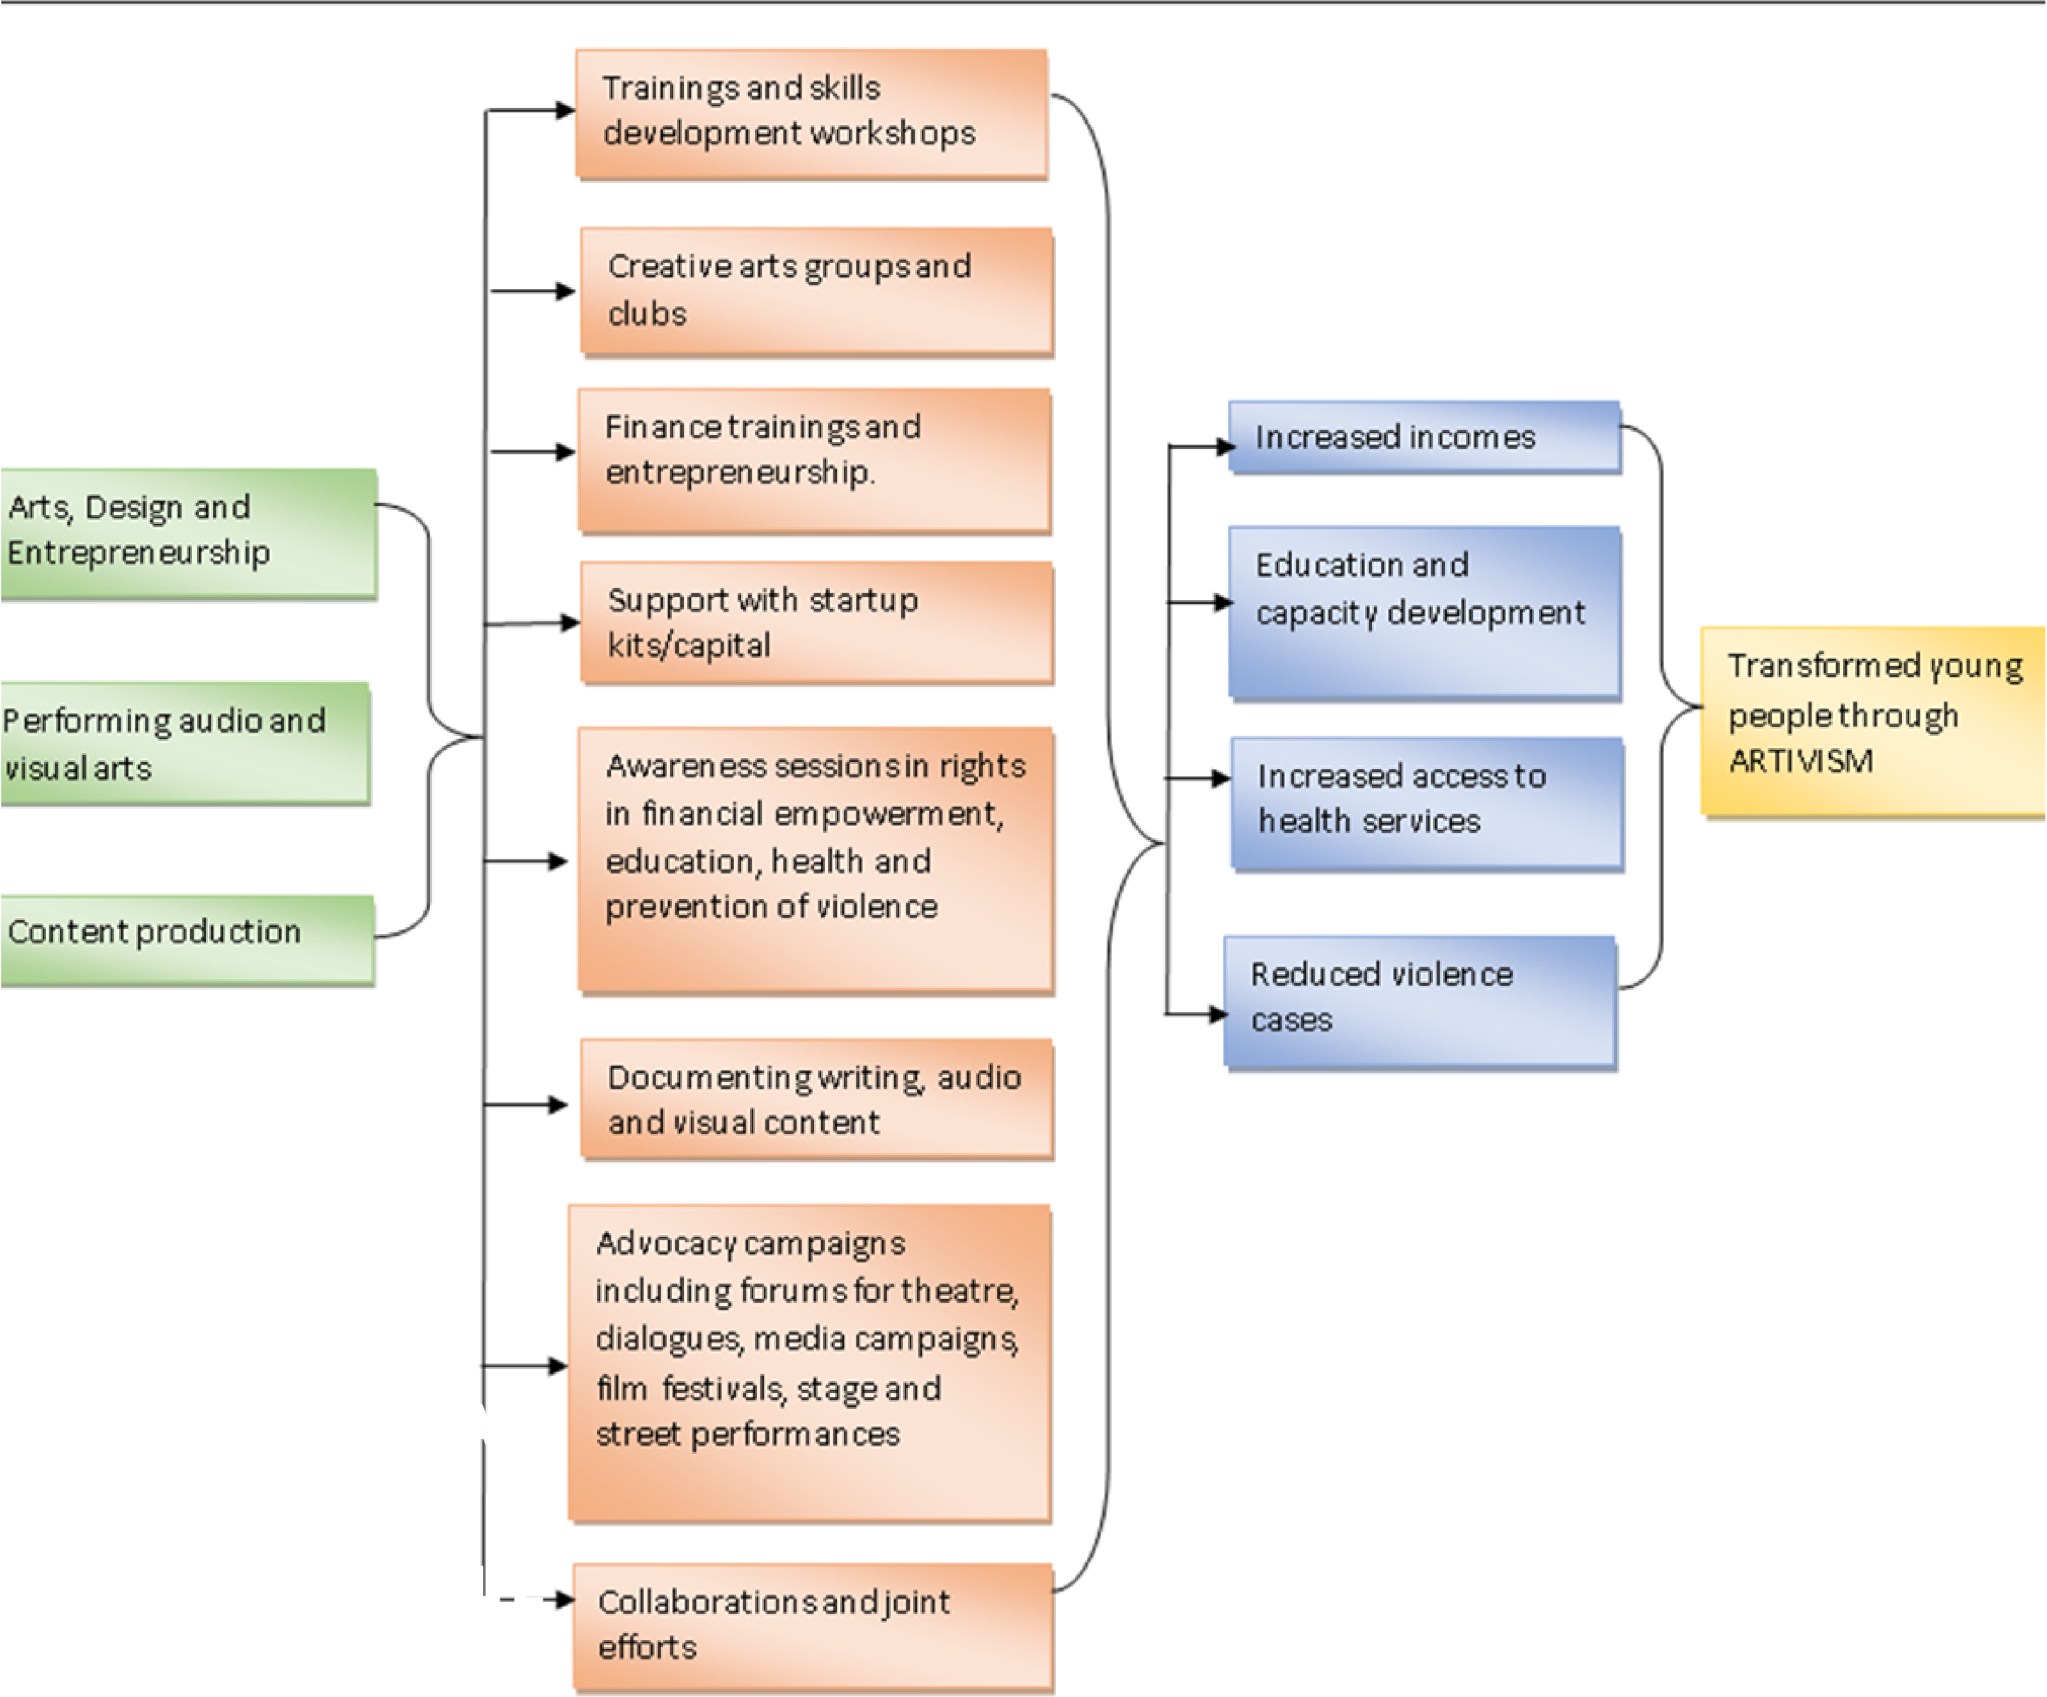 Arts, Design and
Entrepreneurship
Performing audio and
visual arts
Content production
Trainings and skills
development workshops
Creative arts groups and
clubs
Finance trainings and
entrepreneurship.
Support with startup
kits/capital
Awareness sessions in rights
in financial empowerment,
education, health and
prevention of violence
Documenting writing, audio
and visual content
Advocacy campaigns
including forums for theatre,
dialogues, media campaigns,
film festivals, stage and
street performances
Collaborations and joint
efforts
Increased incomes
Education and
capacity development
Increased access to
health services
Reduced violence
cases
Transformed young
people through
ARTIVISM